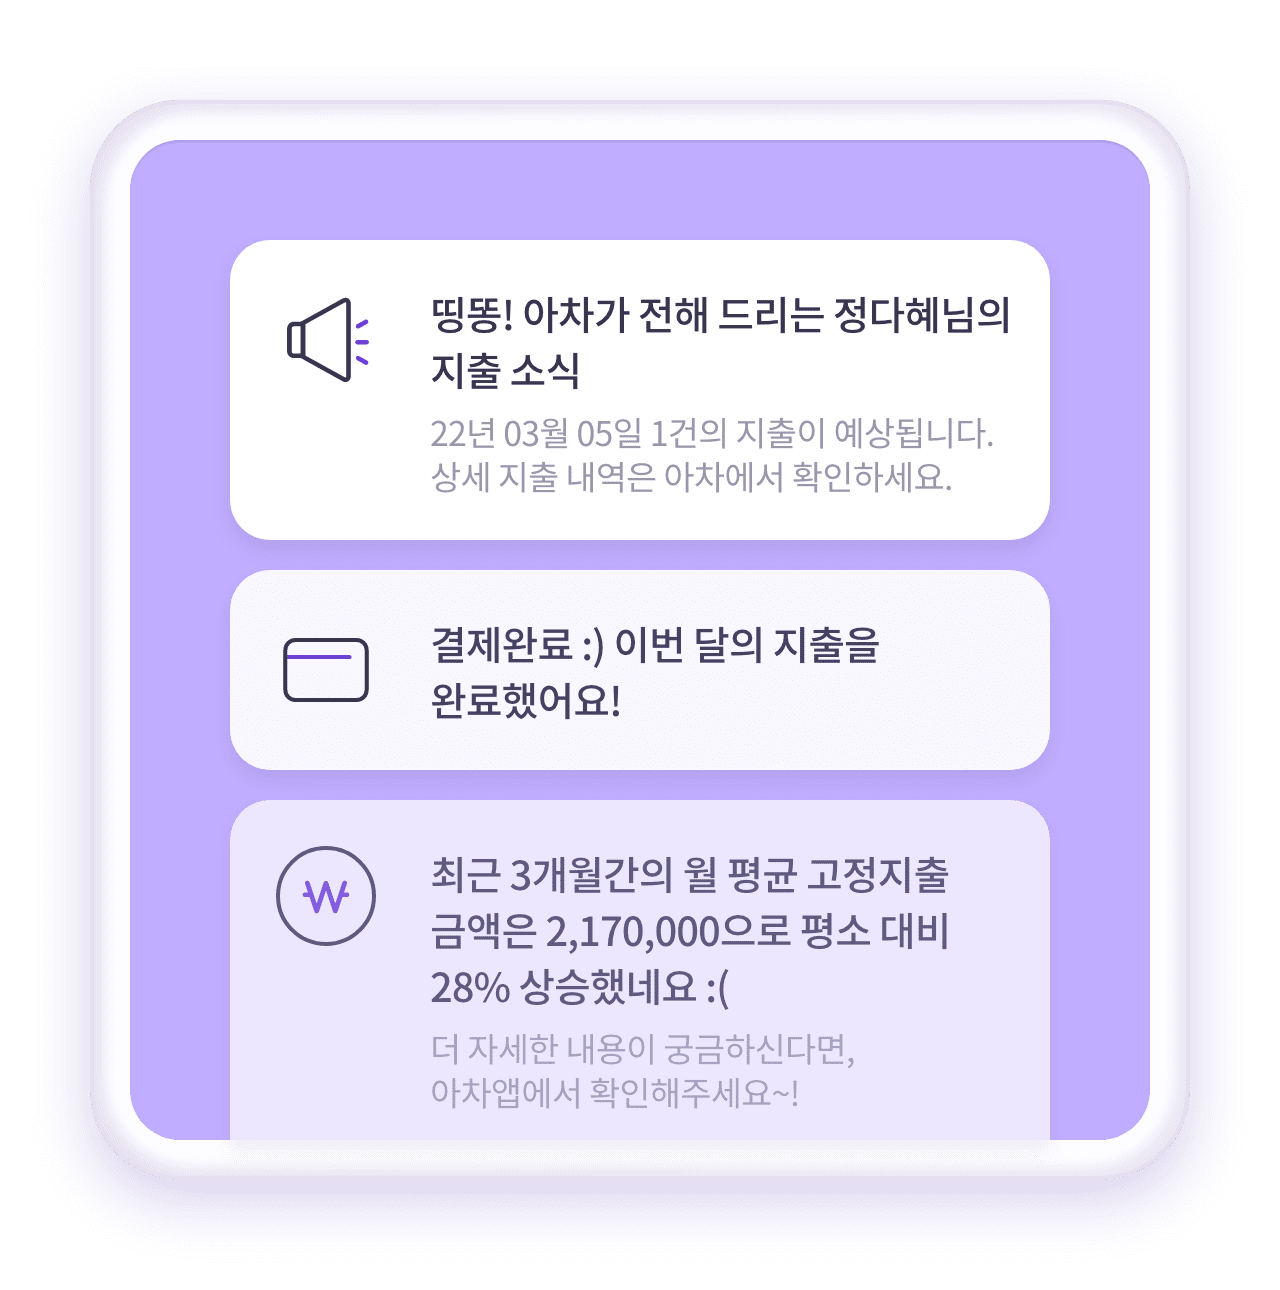 띵똥! 아차가 전해 드리는 정다혜님의
지출 소식
22년 03월 05일 1건의 지출이 예상됩니다.
상세 지출 내역은 아차에서 확인하세요.
결제완료 :) 이번 달의 지출을
완료했어요!
₩
최근 3개월간의 월 평균 고정지출
금액은 2,170,000으로 평소 대비
28% 상승했네요 :(
더 자세한 내용이 궁금하신다면,
아차앱에서 확인해주세요~!